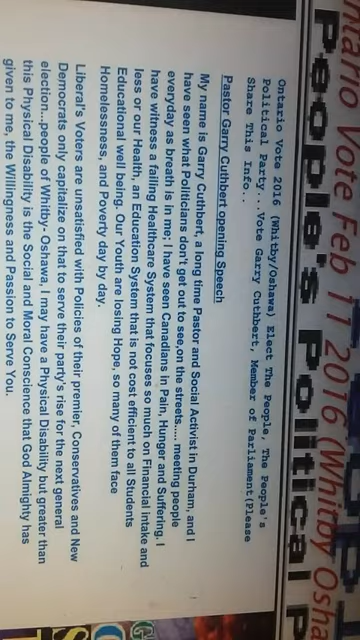 ntario Vote Feb 11 2016 (Whitby Osha
People's Political P
Ontario Vote 2016 (Whitby/Oshawa) Elect The People, The People's
Political Party...Vote Garry Cuthbert, Member of Parliament(Please
Share This Info...
Pastor Garry Cuthbert opening Speech
My name is Garry Cuthbert, a long time Pastor and Social Activist in Durham, and I
have seen what Politicians don't get out to see,on the streets..... meeting people
everyday as breath is in me; I have seen Canadians in Pain, Hunger and Suffering. I
have witness a failing Healthcare System that focuses so much on Financial intake and
less or our Health, an Education System that is not cost efficient to all Students
Educational well being. Our Youth are losing Hope, so many of them face
Homelessness, and Poverty day by day.
Liberal's Voters are unsatisfied with Policies of their premier, Conservatives and New
Democrats only capitalize on that to serve their party's rise for the next general
election...people of Whitby- Oshawa, I may have a Physical Disability but greater than
this Physical Disability is the Social and Moral Conscience that God Almighty has
given to me, the Willingness and Passion to Serve You.